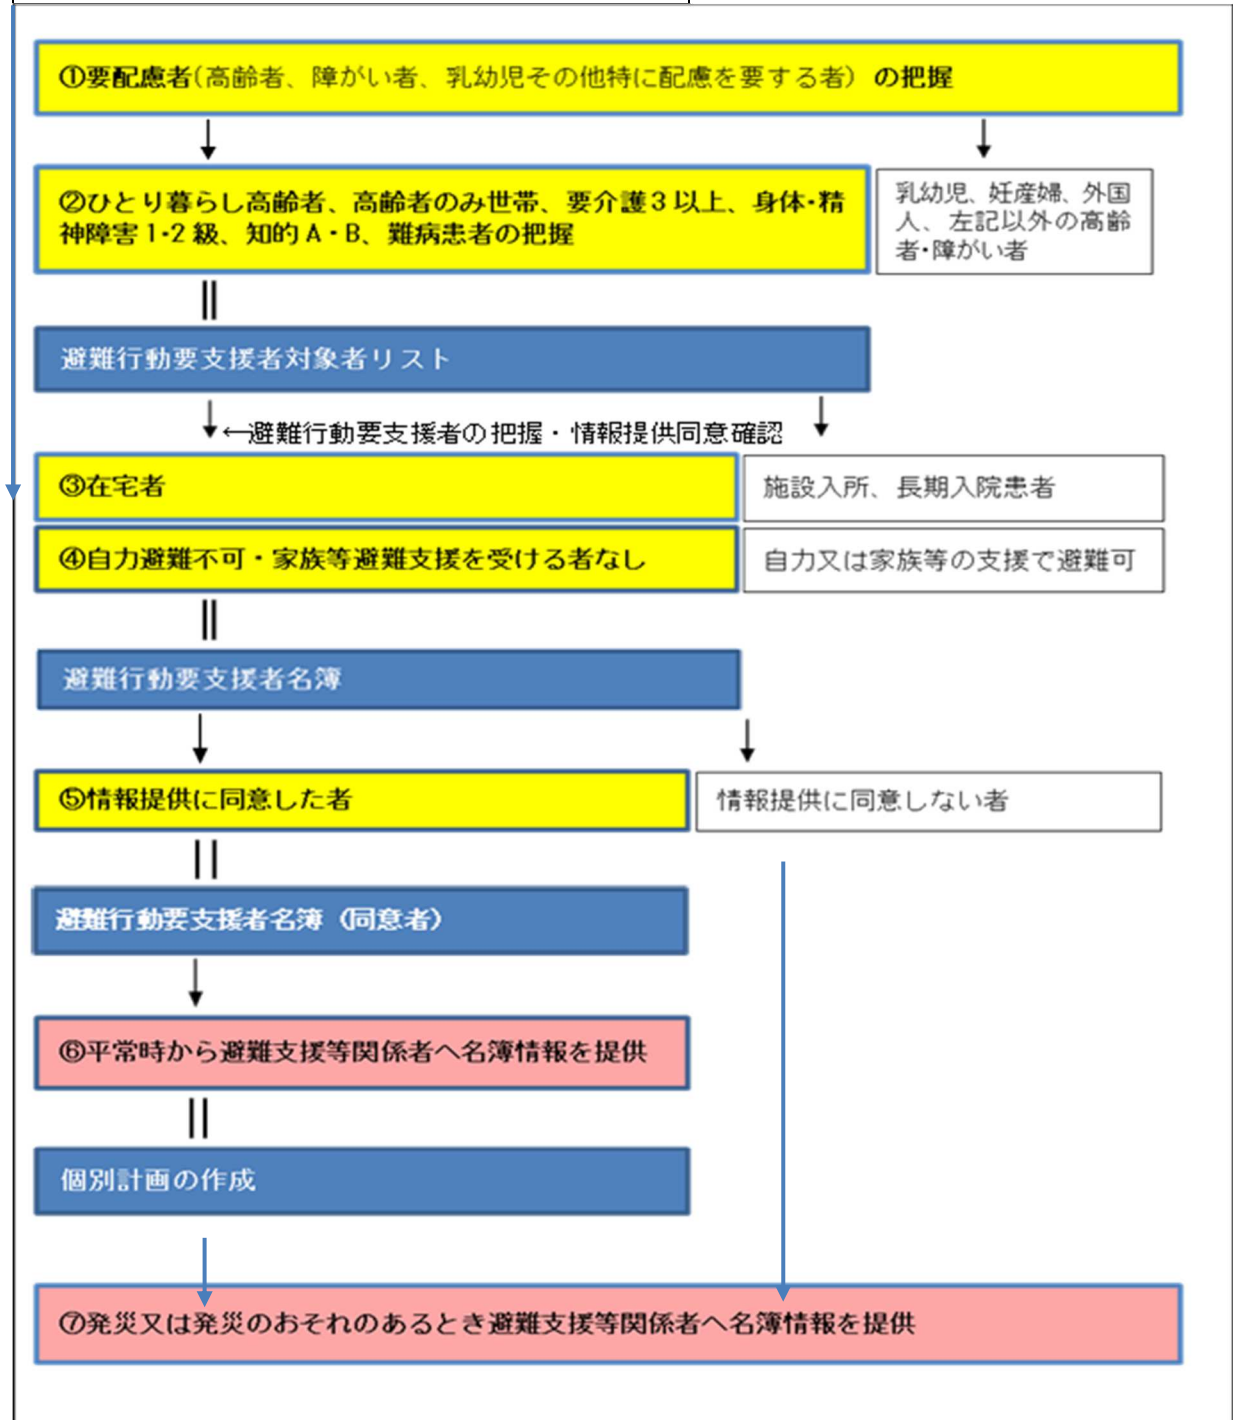 ①要配慮者(高齢者、障がい者、乳幼児その他特に配慮を要する者) の把握
②ひとり暮らし高齢者、高齢者のみ世帯、要介護3以上、身体・精
神障害1・2級、知的A・B、難病患者の把握
乳幼児、妊産婦、外国
人、左記以外の高齢
者・障がい者
避難行動要支援者対象者リスト
←避難行動要支援者の把握・情報提供同意確認
③在宅者
施設入所、長期入院患者
④自力避難不可・家族等避難支援を受ける者なし
自力又は家族等の支援で避難可
避難行動要支援者名簿
⑤情報提供に同意した者
情報提供に同意しない者
避難行動要支援者名簿（同意者）
⑥平常時から避難支援等関係者へ名簿情報を提供
個別計画の作成
⑦発災又は発災のおそれのあるとき避難支援等関係者へ名簿情報を提供